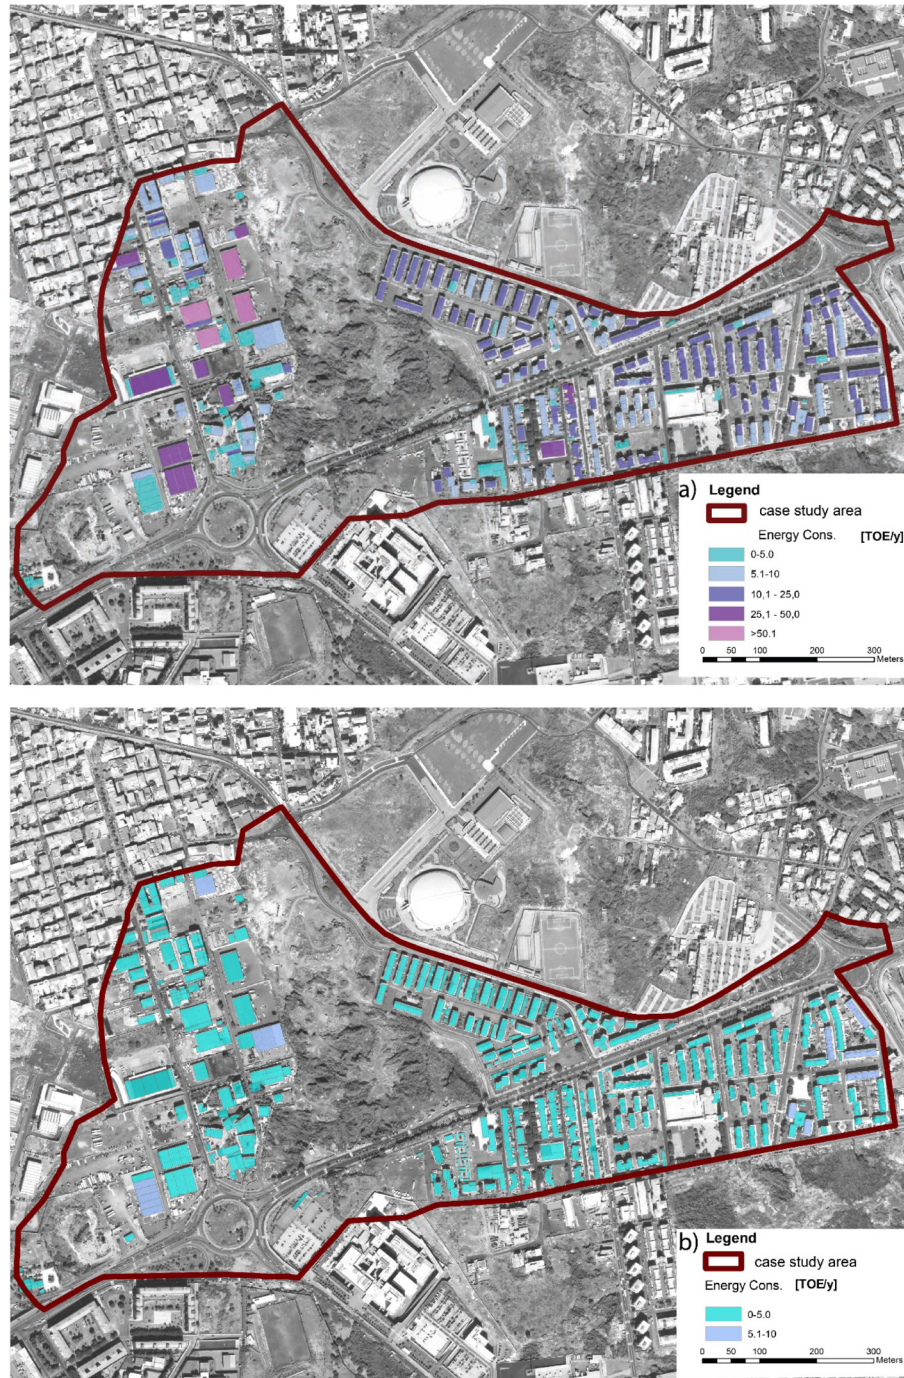 a) Legend
case study area
Energy Cons. [TOE/y]
0-5.0
5.1-10
10,1 - 25,0
25,1 - 50,0
>50.1
0 50 100 200 300
Meters
b) Legend
case study area
Energy Cons. [TOE/y]
0-5.0
5.1-10
0 50 100 200 300
Meters